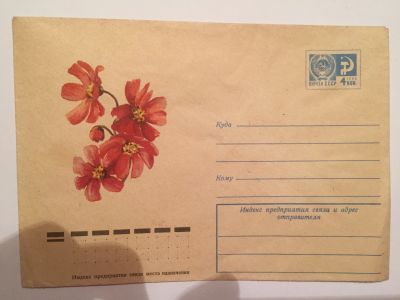 ПОЧТА СССР
4 КОП.
Куда
Кому
Индекс предприятия связи и адрес
отправителя
Индекс предприятия связи места назначения